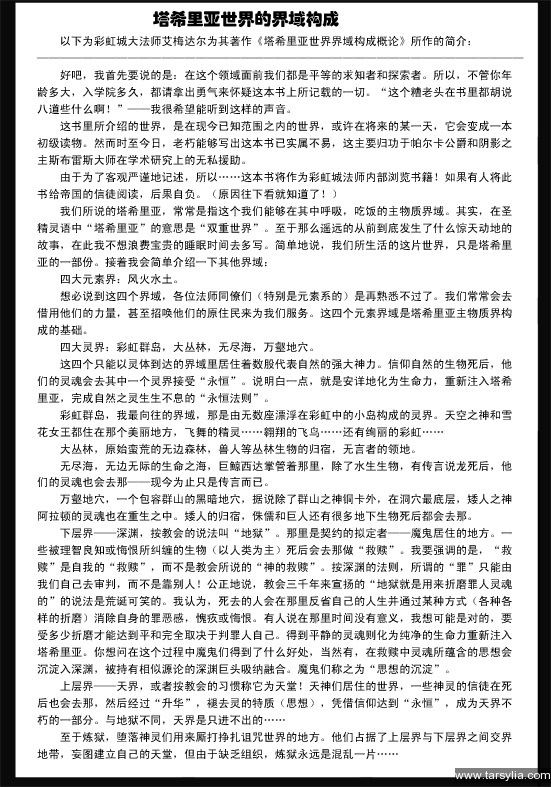 塔希里亚世界的界域构成
以下为彩虹城大法师艾梅达尔为其著作《塔希里亚世界界域构成概论》所作的简介：
好吧，我首先要说的是：在这个领域面前我们都是平等的求知者和探索者。所以，不管你年
龄多大，入学院多久，都请拿出勇气来怀疑这本书上所记载的一切。“这个糟老头在书里都胡说
八道些什么啊！”——我很希望能听到这样的声音。
这书里所介绍的世界，是在现今已知范围之内的世界，或许在将来的某一天，它会变成一本
初级读物。然而时至今日，老朽能够写出这本书已实属不易，这主要归功于帕尔卡公爵和阴影之
主斯布雷斯大师在学术研究上的无私援助。
由于为了客观严谨地记述，所以……这本书将作为彩虹城法师内部浏览书籍！如果有人将此
书给帝国的信徒阅读，后果自负。（原因往下看就知道了！）
我们所说的塔希里亚，常常是指这个我们能够在其中呼吸，吃饭的主物质界域。其实，在圣
精灵语中“塔希里亚”的意思是“双重世界”。至于那么遥远的从前到底发生了什么惊天动地的
故事，在此我不想浪费宝贵的睡眠时间去多写。简单地说，我们所生活的这片世界，只是塔希里
亚的一部份。接着我会简单介绍一下其他界域：
四大元素界：风火水土。
想必说到这四个界域，各位法师同僚们（特别是元素系的）是再熟悉不过了。我们常常会去
借用他们的力量，甚至招唤他们的原住民来为我们服务。这四个元素界域是塔希里亚主物质界构
成的基础。
四大灵界：彩虹群岛，大丛林，无尽海，万壑地穴。
这四个只能以灵体到达的界域里居住着数股代表自然的强大神力。信仰自然的生物死后，他
们的灵魂会去其中一个灵界接受“永恒”。说明白一点，就是安详地化为生命力，重新注入塔希
里亚，完成自然之灵生生不息的“永恒法则”。
彩虹群岛，我最向往的界域，那是由无数座漂浮在彩虹中的小岛构成的灵界。天空之神和雪
花女王都住在那个美丽地方，飞舞的精灵……翱翔的飞鸟……还有绚丽的彩虹……
大丛林，原始蛮荒的无边森林，兽人等丛林生物的归宿，无言者的领地。
无尽海，无边无际的生命之海，巨鲸西达掌管着那里，除了水生生物，有传言说龙死后，他
们的灵魂也会去那——现今为止只是传言而已。
万壑地穴，一个包容群山的黑暗地穴，据说除了群山之神铜卡外，在洞穴最底层，矮人之神
阿拉顿的灵魂也在重生之中。矮人的归宿，侏儒和巨人还有很多地下生物死后都会去那。
下层界——深渊，按教会的说法叫“地狱”。那里是契约的拟定者——魔鬼居住的地方。一
些被理智良知或悔恨所纠缠的生物（以人类为主）死后会去那做“救赎”。我要强调的是，“救
赎”是自我的“救赎”，而不是教会所说的“神的救赎”。按深渊的法则，所谓的“罪”只能由
我们自己去审判，而不是靠别人！公正地说，教会三千年来宣扬的“地狱就是用来折磨罪人灵魂
的”的说法是荒诞可笑的。我认为，死去的人会在那里反省自己的人生并通过某种方式（各种各
样的折磨）消除自身的罪恶感，愧疚或悔恨。有人说在那里时间没有意义，我想可能是对的，要
受多少折磨才能达到平和完全取决于判罪人自己。得到平静的灵魂则化为纯净的生命力重新注入
塔希里亚。你想问在这个过程中魔鬼们得到了什么好处，当然有，在救赎中灵魂所蕴含的思想会
沉淀入深渊，被持有相似源论的深渊巨头吸纳融合。魔鬼们称之为“思想的沉淀”。
上层界——天界，或者按教会的习惯称它为天堂！天神们居住的世界，一些神灵的信徒在死
后也会去那，然后经过“升华”，褪去灵的特质（思想），凭借信仰达到“永恒”，成为天界不
朽的一部分。与地狱不同，天界是只进不出的……
至于炼狱，堕落神灵们用来厮打挣扎诅咒世界的地方。他们占据了上层界与下层界之间交界
地带，妄图建立自己的天堂，但由于缺乏组织，炼狱永远是混乱一片……
www.tarsylia.com